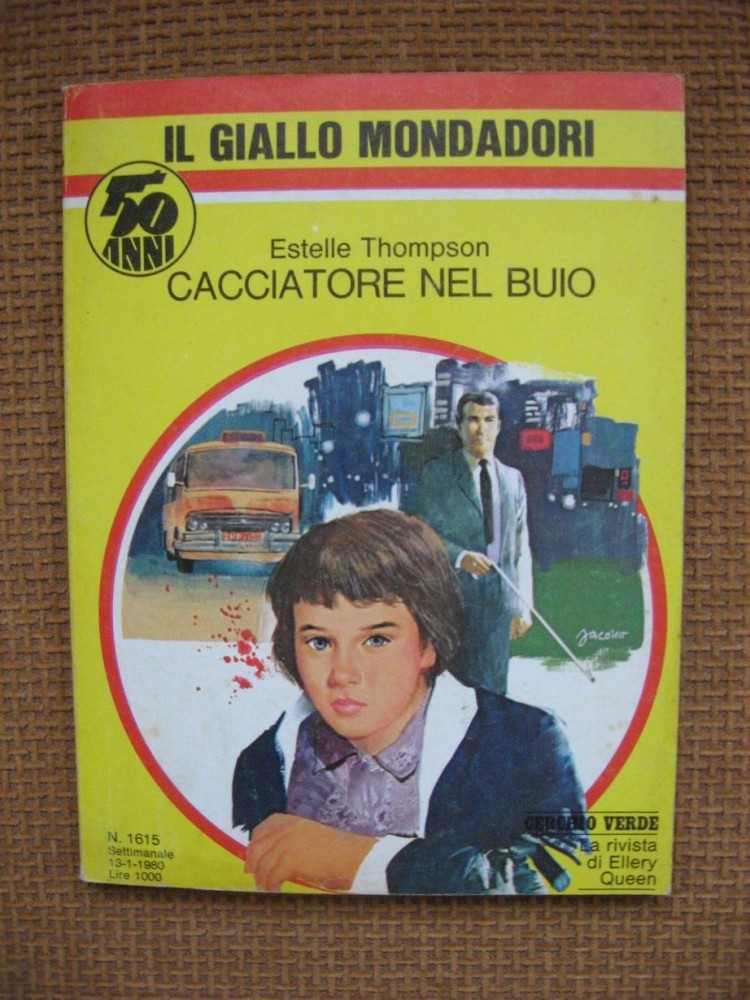 IL GIALLO MONDADORI
50
ANNI
Estelle Thompson
CACCIATORE NEL BUIO
Jacono
N. 1615
Settimanale
13-1-1980
Lire 1000
CERCHIO VERDE
La rivista
di Ellery
Queen